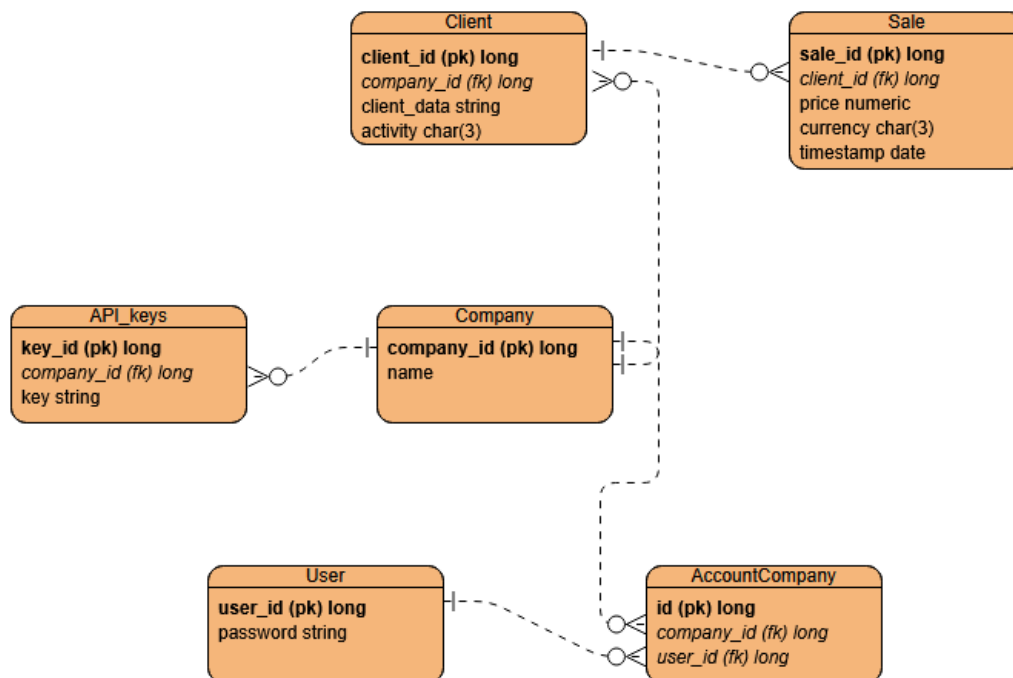 Client
client_id (pk) long
company_id (fk) long
client_data string
activity char(3)
Sale
sale_id (pk) long
client_id (fk) long
price numeric
currency char(3)
timestamp date
API_keys
key_id (pk) long
company_id (fk) long
key string
Company
company_id (pk) long
name
User
user_id (pk) long
password string
AccountCompany
id (pk) long
company_id (fk) long
user_id (fk) long